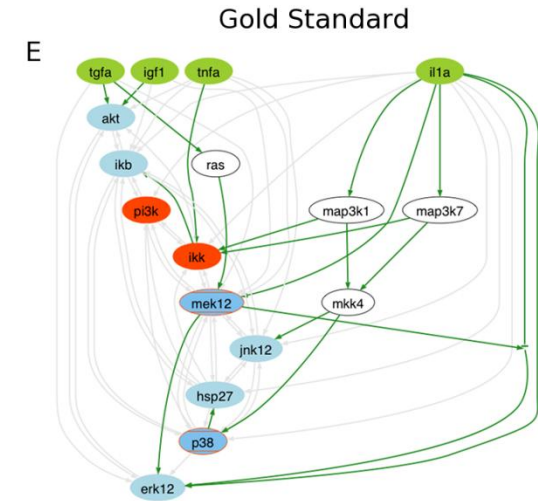 Gold Standard
E
tgfa igf1 tnfa il1a
akt
ikb ras
pi3k map3k1 map3k7
ikk
mek12 mkk4
jnk12
hsp27
p38
erk12